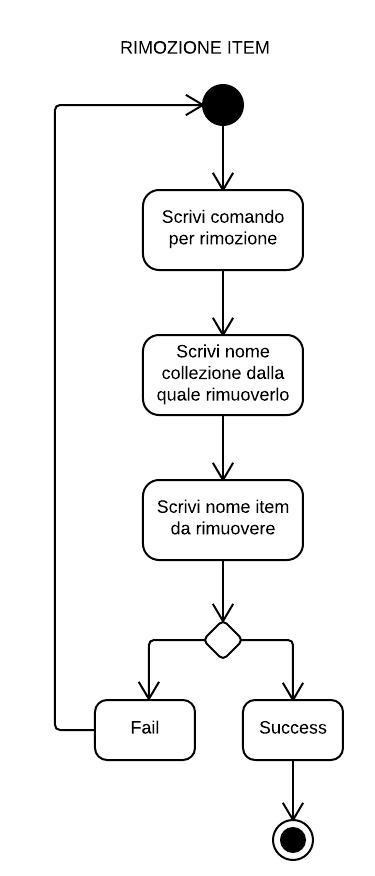 RIMOZIONE ITEM
Scrivi comando
per rimozione
Scrivi nome
collezione dalla
quale rimuoverlo
Scrivi nome item
da rimuovere
Fail
Success